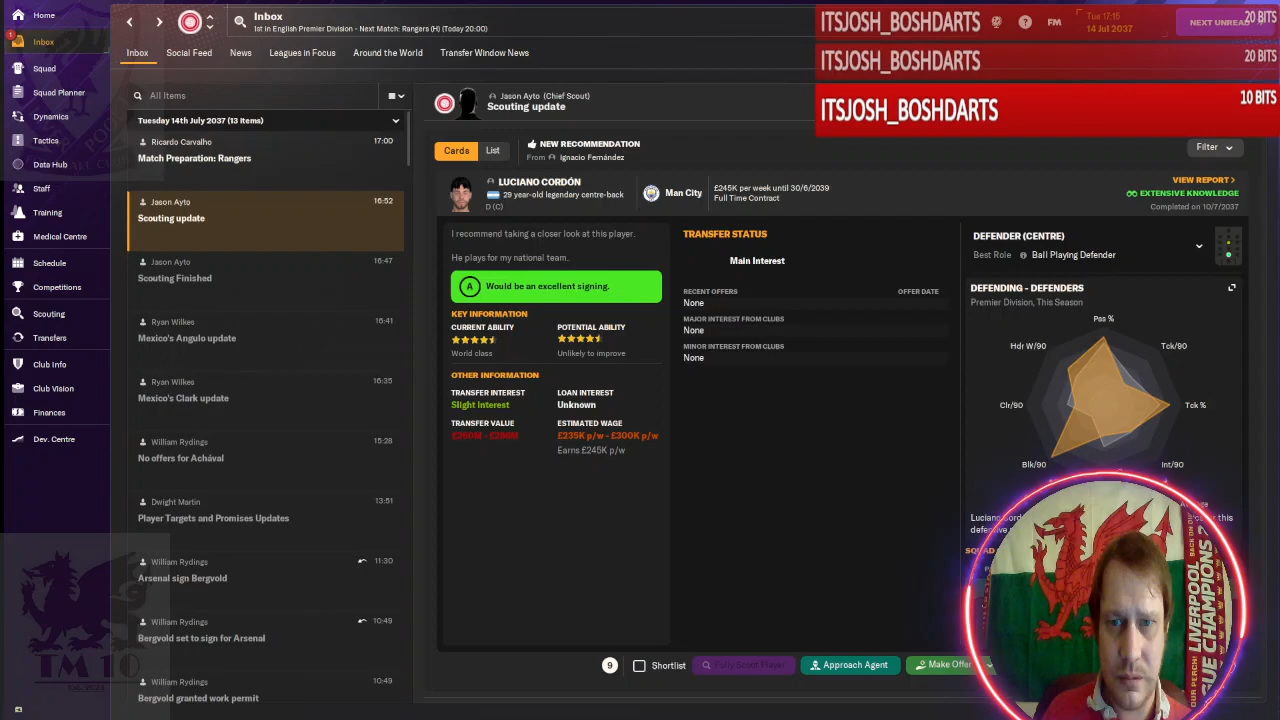 Home
Inbox
Squad
Squad Planner
Dynamics
Tactics
Data Hub
Staff
Training
Medical Centre
Schedule
Competitions
Scouting
Transfers
Club Info
Club Vision
Finances
Dev. Centre
TM 10
Inbox
1st in English Premier Division - Next Match: Rangers (H) (Today 20:00)
FM
Tue 17:15
14 Jul 2037
NEXT UNREAD
ITSJOSH_BOSHDARTS
20 BITS
ITSJOSH_BOSHDARTS
20 BITS
ITSJOSH_BOSHDARTS
10 BITS
Inbox
Social Feed
News
Leagues in Focus
Around the World
Transfer Window News
All Items
Tuesday 14th July 2037 (13 Items)
Ricardo Carvalho
17:00
Match Preparation: Rangers
Jason Ayto
16:52
Scouting update
Jason Ayto
16:47
Scouting Finished
Ryan Wilkes
16:41
Mexico's Angulo update
Ryan Wilkes
16:35
Mexico's Clark update
William Rydings
15:28
No offers for Achával
Dwight Martin
13:51
Player Targets and Promises Updates
William Rydings
11:30
Arsenal sign Bergvold
William Rydings
10:49
Bergvold set to sign for Arsenal
William Rydings
10:49
Bergvold granted work permit
Jason Ayto (Chief Scout)
Scouting update
Cards
List
NEW RECOMMENDATION
From Ignacio Fernández
Filter
LUCIANO CORDÓN
29 year-old legendary centre-back
D (C)
Man City
£245K per week until 30/6/2039
Full Time Contract
VIEW REPORT >
EXTENSIVE KNOWLEDGE
Completed on 10/7/2037
I recommend taking a closer look at this player.
He plays for my national team.
A
Would be an excellent signing.
KEY INFORMATION
CURRENT ABILITY
POTENTIAL ABILITY
World class
Unlikely to improve
OTHER INFORMATION
TRANSFER INTEREST
LOAN INTEREST
Slight Interest
Unknown
TRANSFER VALUE
ESTIMATED WAGE
£235K p/w - £300K p/w
Earns £245K p/w
TRANSFER STATUS
Main Interest
RECENT OFFERS
OFFER DATE
None
MAJOR INTEREST FROM CLUBS
None
MINOR INTEREST FROM CLUBS
None
DEFENDER (CENTRE)
Best Role
Ball Playing Defender
DEFENDING - DEFENDERS
Premier Division, This Season
Pas %
Hdr W/90
Tck/90
Clr/90
Tck %
Blk/90
Int/90
LIVERPOOL
9
Shortlist
Fully Scout Player
Approach Agent
Make Offer